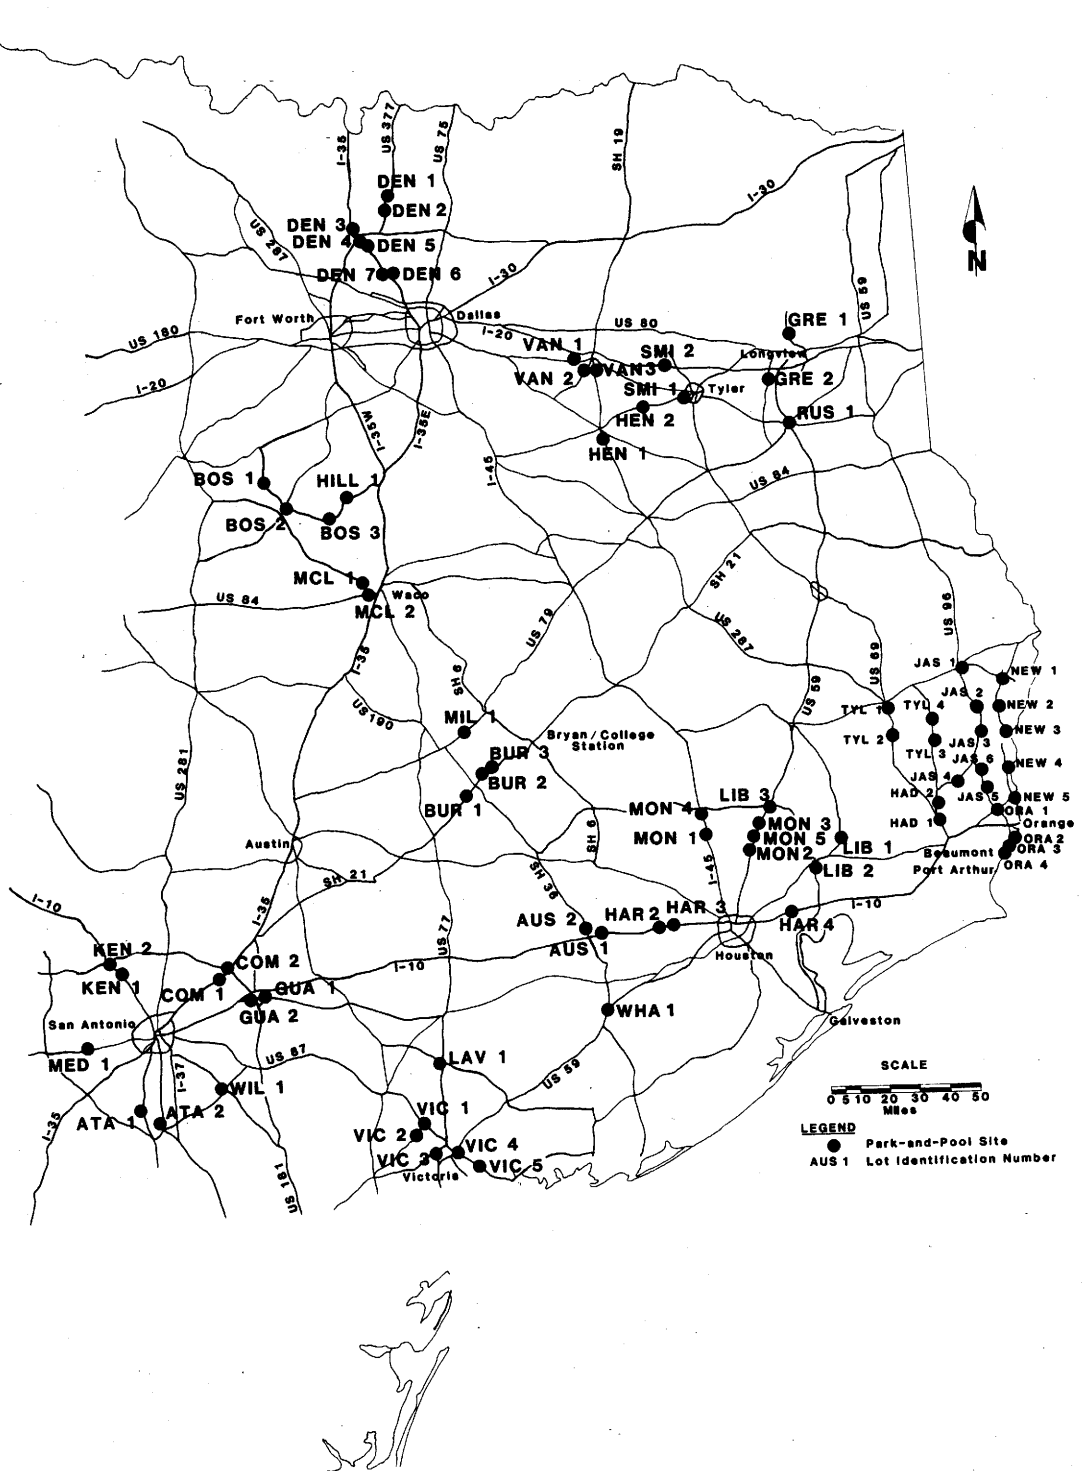 I-35
US 377
US 75
SH 19
DEN 1
DEN 2
I-30
DEN 3
US 287
DEN 4
DEN 5
N
DEN 7
DEN 6
I-30
US 59
Fort Worth
Dallas
GRE 1
US 180
I-20
US 80
VAN 1
SMI 2
Longview
VAN 2
VAN 3
GRE 2
I-20
SMI 1
Tyler
HEN 2
RUS 1
I-35W
I-35E
HEN 1
I-45
BOS 1
HILL 1
US 84
BOS 2
BOS 3
SH 21
MCL 1
US 84
Waco
MCL 2
US 96
US 79
US 287
I-35
SH 6
US 69
JAS 1
NEW 1
US 59
US 190
JAS 2
MIL 1
TYL 1
TYL 4
NEW 2
Bryan/College
Station
TYL 2
JAS 3
NEW 3
BUR 3
TYL 3
JAS 6
BUR 2
US 281
JAS 4
NEW 4
HAD 2
JAS 5
NEW 5
BUR 1
MON 4
LIB 3
ORA 1
MON 3
HAD 1
Orange
SH 6
MON 1
MON 5
LIB 1
ORA 2
Austin
MON 2
Beaumont
ORA 3
Port Arthur
ORA 4
I-45
LIB 2
SH 21
SH 36
I-10
I-10
I-35
AUS 2
HAR 2
HAR 3
HAR 4
US 77
AUS 1
KEN 2
Houston
COM 2
I-10
KEN 1
COM 1
GUA 1
GUA 2
WHA 1
San Antonio
Galveston
US 87
MED 1
LAV 1
SCALE
US 59
I-37
WIL 1
0 5 10 20 30 40 50
Miles
ATA 1
ATA 2
VIC 1
I-35
VIC 2
LEGEND
VIC 4
Park-and-Pool Site
VIC 3
VIC 5
AUS 1 Lot Identification Number
Victoria
US 181